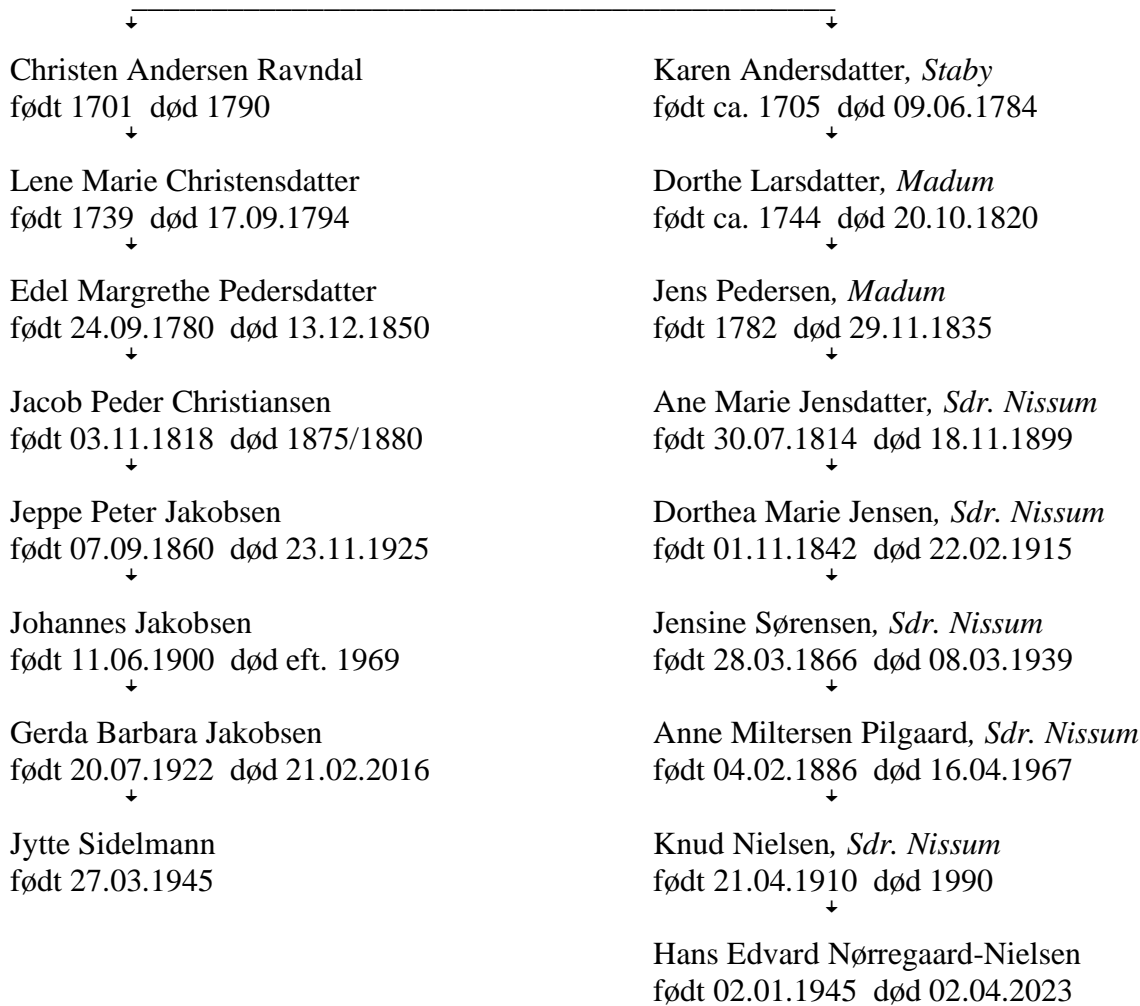 Christen Andersen Ravndal
født 1701  død 1790
Lene Marie Christensdatter
født 1739  død 17.09.1794
Edel Margrethe Pedersdatter
født 24.09.1780  død 13.12.1850
Jacob Peder Christiansen
født 03.11.1818  død 1875/1880
Jeppe Peter Jakobsen
født 07.09.1860  død 23.11.1925
Johannes Jakobsen
født 11.06.1900  død eft. 1969
Gerda Barbara Jakobsen
født 20.07.1922  død 21.02.2016
Jytte Sidelmann
født 27.03.1945
Karen Andersdatter, Staby
født ca. 1705  død 09.06.1784
Dorthe Larsdatter, Madum
født ca. 1744  død 20.10.1820
Jens Pedersen, Madum
født 1782  død 29.11.1835
Ane Marie Jensdatter, Sdr. Nissum
født 30.07.1814  død 18.11.1899
Dorthea Marie Jensen, Sdr. Nissum
født 01.11.1842  død 22.02.1915
Jensine Sørensen, Sdr. Nissum
født 28.03.1866  død 08.03.1939
Anne Miltersen Pilgaard, Sdr. Nissum
født 04.02.1886  død 16.04.1967
Knud Nielsen, Sdr. Nissum
født 21.04.1910  død 1990
Hans Edvard Nørregaard-Nielsen
født 02.01.1945  død 02.04.2023